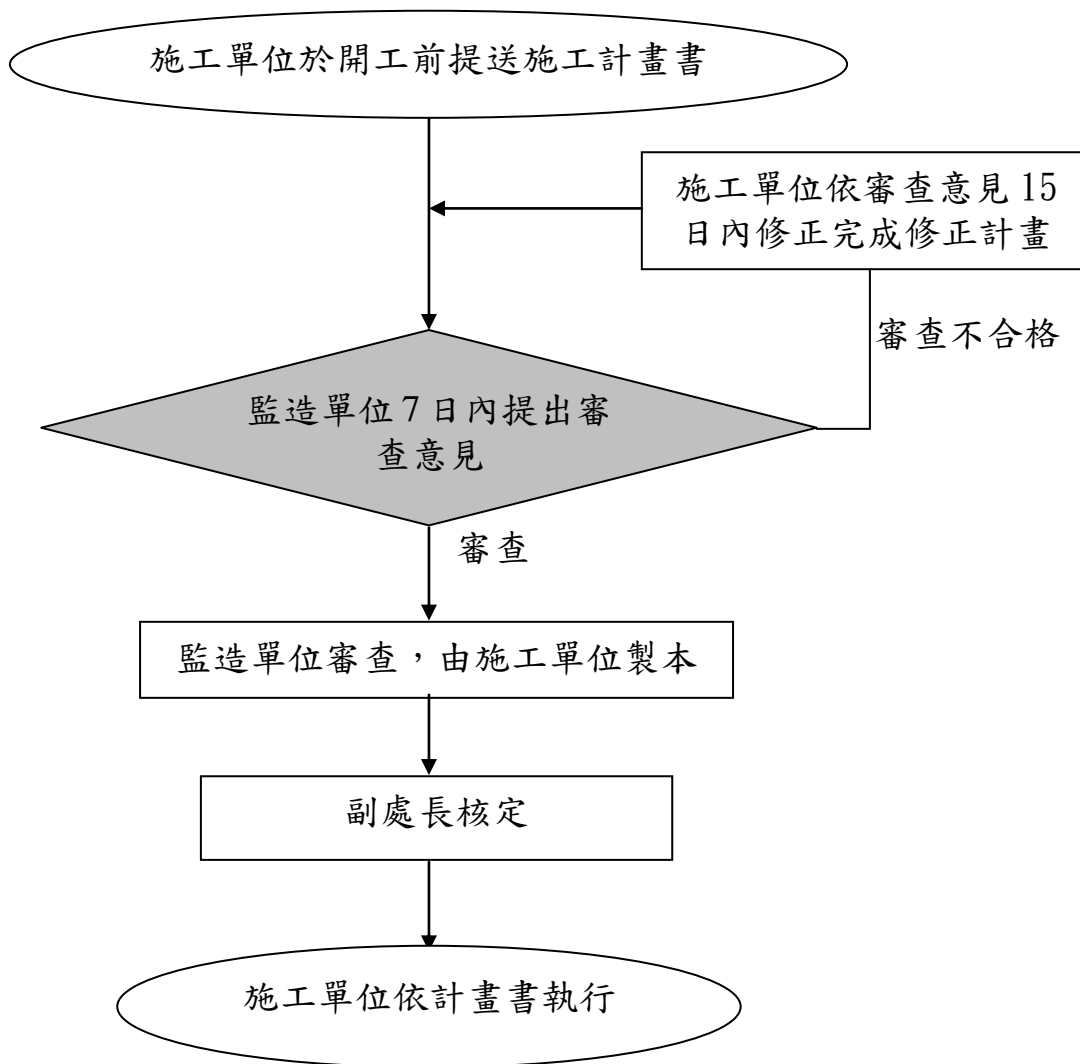 施工單位於開工前提送施工計畫書
施工單位依審查意見 15
日內修正完成修正計畫
審查不合格
監造單位 7 日內提出審
查意見
審查
監造單位審查，由施工單位製本
副處長核定
施工單位依計畫書執行